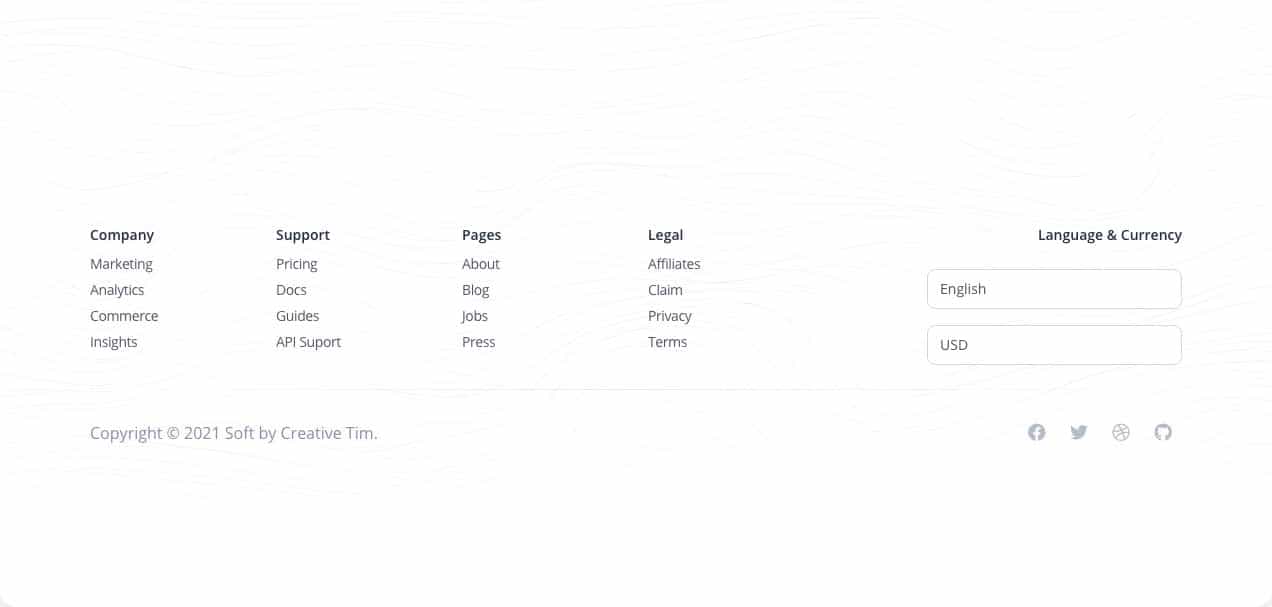 Company
Marketing
Analytics
Commerce
Insights
Support
Pricing
Docs
Guides
API Suport
Pages
About
Blog
Jobs
Press
Legal
Affiliates
Claim
Privacy
Terms
Language & Currency
English
USD
Copyright © 2021 Soft by Creative Tim.